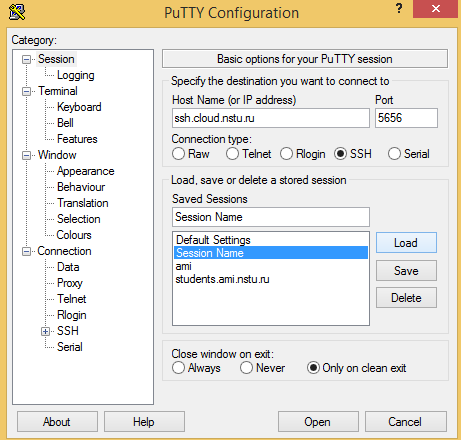 PuTTY Configuration
? ×
Category:
Session
Logging
Terminal
Keyboard
Bell
Features
Window
Appearance
Behaviour
Translation
Selection
Colours
Connection
Data
Proxy
Telnet
Rlogin
SSH
Serial
Basic options for your PuTTY session
Specify the destination you want to connect to
Host Name (or IP address) Port
ssh.cloud.nstu.ru 5656
Connection type:
Raw Telnet Rlogin SSH Serial
Load, save or delete a stored session
Saved Sessions
Session Name
Default Settings
Session Name
ami
students.ami.nstu.ru
Load
Save
Delete
Close window on exit:
Always Never Only on clean exit
About Help Open Cancel